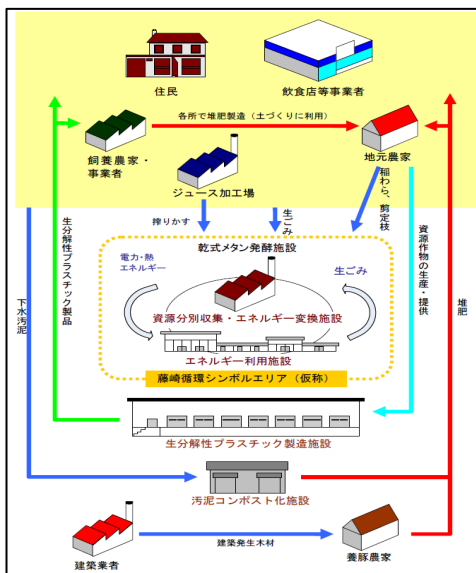 住民
飲食店等事業者
各所で堆肥製造（土づくりに利用）
飼養農家・
事業者
地元農家
ジュース加工場
搾りかす
生ごみ
稲わら、剪定枝
生分解性プラスチック製品
下水汚泥
資源作物の生産・提供
堆肥
乾式メタン発酵施設
電力・熱
エネルギー
生ごみ
資源分別収集・エネルギー変換施設
エネルギー利用施設
藤崎循環シンボルエリア（仮称）
生分解性プラスチック製造施設
汚泥コンポスト化施設
建築発生木材
建築業者
養豚農家